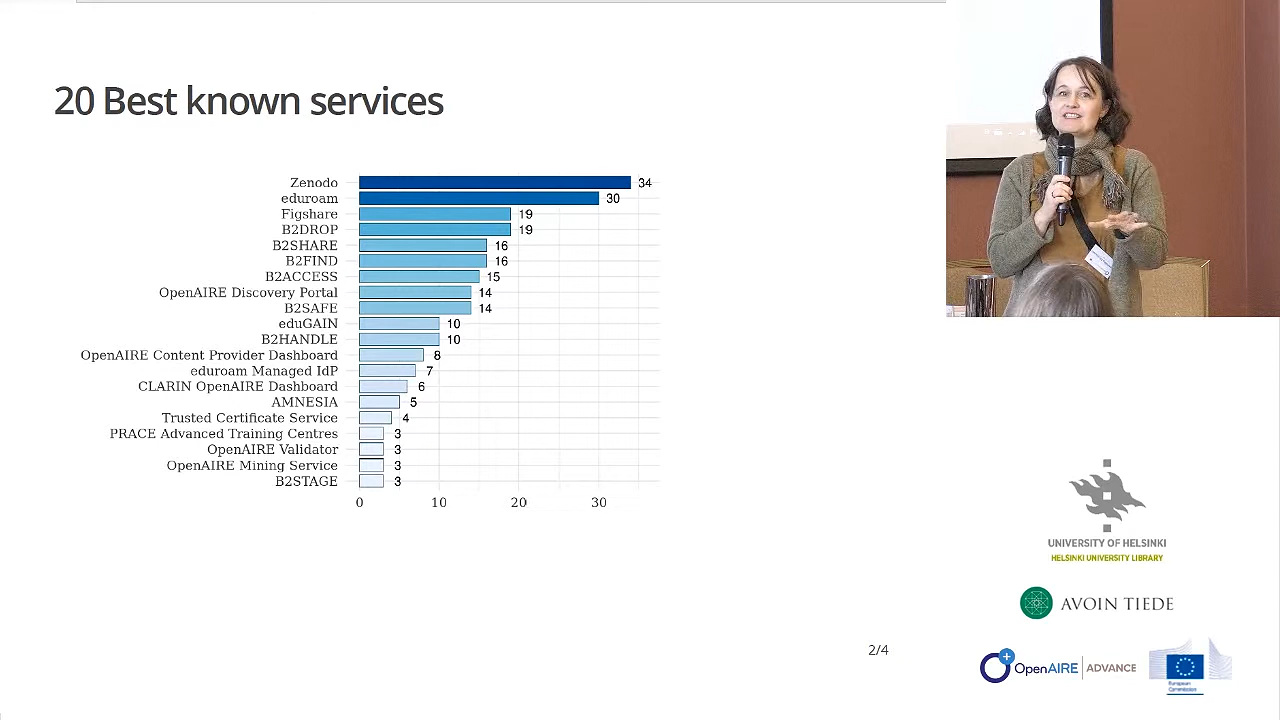 20 Best known services
Zenodo 34
eduroam 30
Figshare 19
B2DROP 19
B2SHARE 16
B2FIND 16
B2ACCESS 15
OpenAIRE Discovery Portal 14
B2SAFE 14
eduGAIN 10
B2HANDLE 10
OpenAIRE Content Provider Dashboard 8
eduroam Managed IdP 7
CLARIN OpenAIRE Dashboard 6
AMNESIA 5
Trusted Certificate Service 4
PRACE Advanced Training Centres 3
OpenAIRE Validator 3
OpenAIRE Mining Service 3
B2STAGE 3
0 10 20 30
2/4
UNIVERSITY OF HELSINKI
HELSINKI UNIVERSITY LIBRARY
AVOIN TIEDE
OpenAIRE ADVANCE
European
Commission